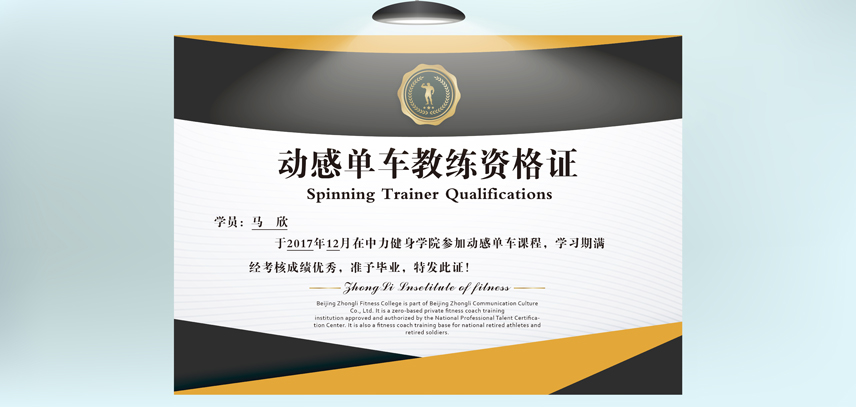 动感单车教练资格证
Spinning Trainer Qualifications
学员：马 欣
于2017年12月在中力健身学院参加动感单车课程，学习期满
经考核成绩优秀，准予毕业，特发此证！
ZhongLi Lnsetitute of fitness
Beijing Zhongli Fitness College is part of Beijing Zhongli Communication Culture
Co., Ltd. It is a zero-based private fitness coach training
institution approved and authorized by the National Professional Talent Certifica-
tion Center. It is also a fitness coach training base for national retired athletes and
retired soldiers.